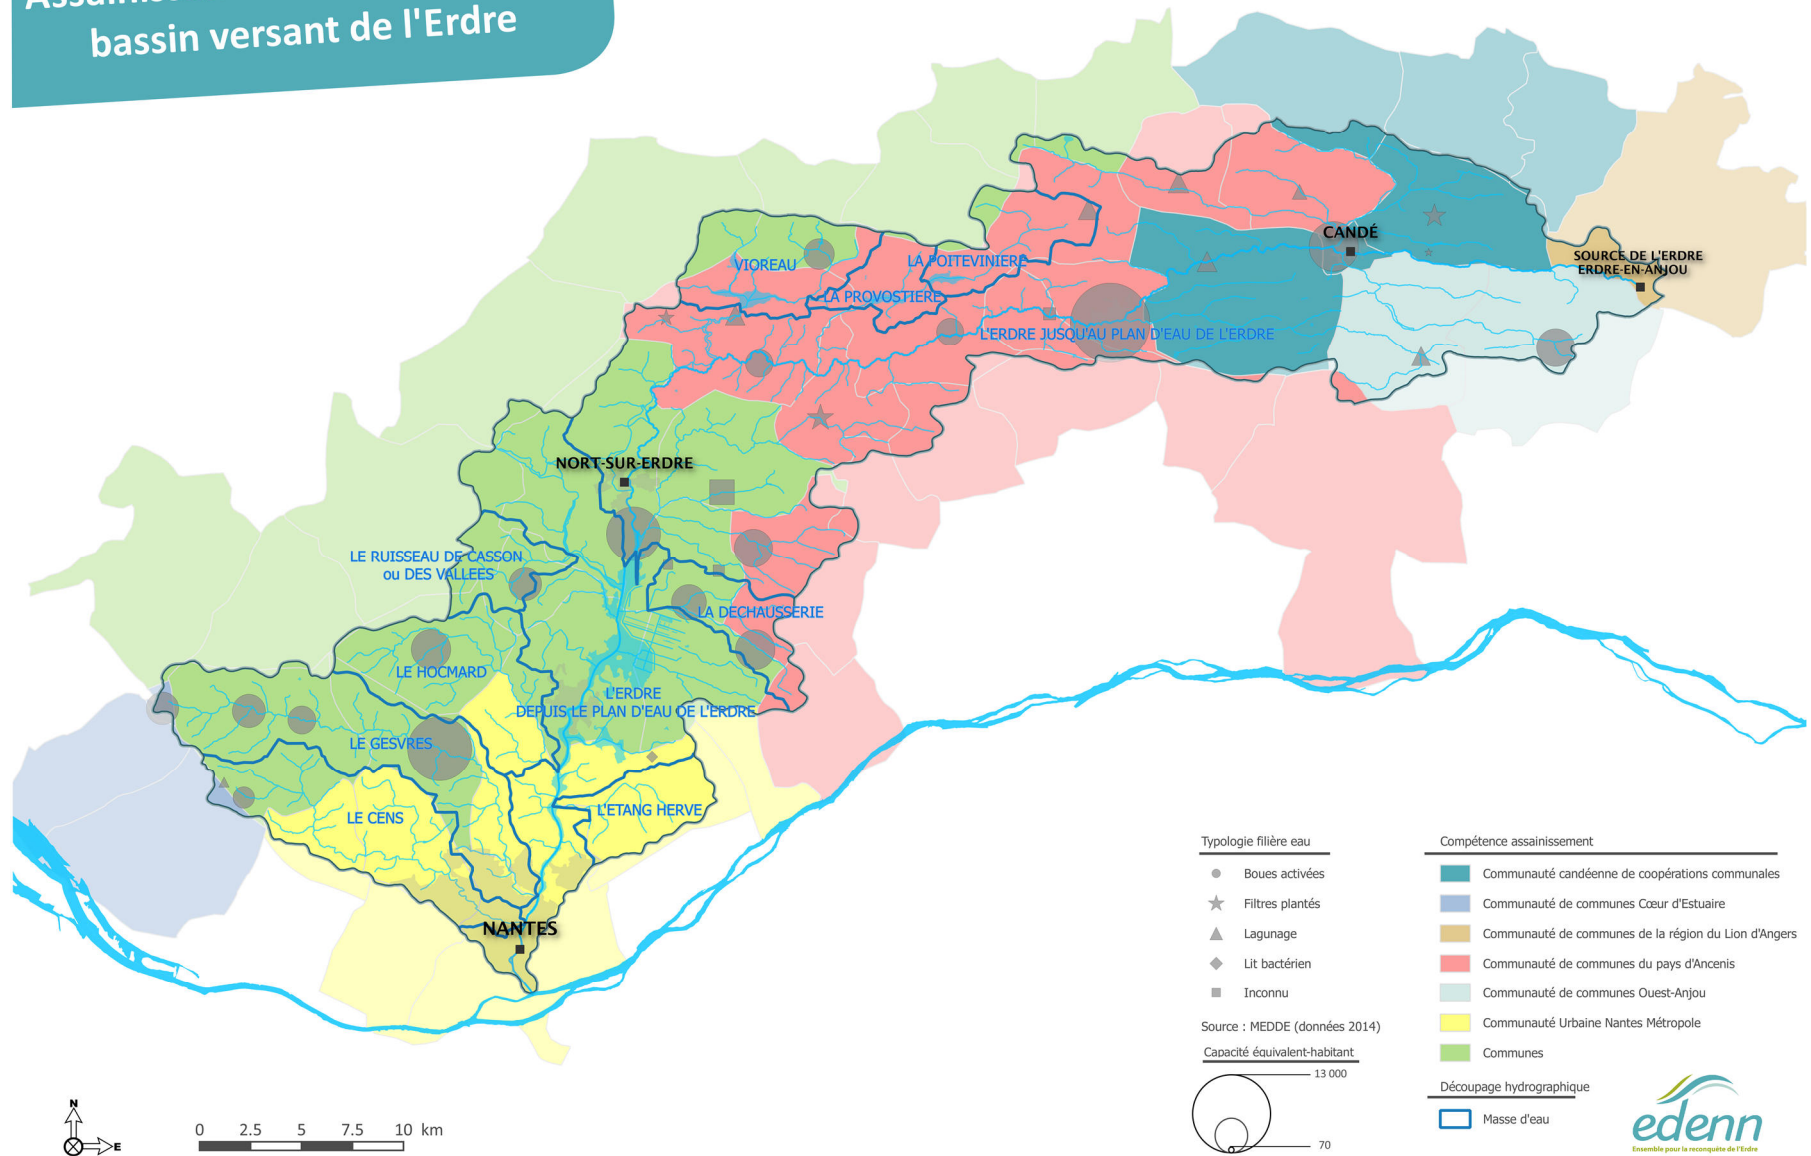 bassin versant de l'Erdre
CANDÉ
SOURCE DE L'ERDRE
ERDRE-EN-ANJOU
VIOREAU
LA POITEVINIERE
LA PROVOSTIERE
L'ERDRE JUSQU'AU PLAN D'EAU DE L'ERDRE
NORT-SUR-ERDRE
LE RUISSEAU DE CASSON
ou DES VALLEES
LA DECHAUSSERIE
LE HOCMARD
L'ERDRE
DEPUIS LE PLAN D'EAU DE L'ERDRE
LE GESVRES
LE CENS
L'ETANG HERVE
NANTES
Typologie filière eau
Boues activées
Filtres plantés
Lagunage
Lit bactérien
Inconnu
Source : MEDDE (données 2014)
Capacité équivalent-habitant
13 000
70
Compétence assainissement
Communauté candéenne de coopérations communales
Communauté de communes Cœur d'Estuaire
Communauté de communes de la région du Lion d'Angers
Communauté de communes du pays d'Ancenis
Communauté de communes Ouest-Anjou
Communauté Urbaine Nantes Métropole
Communes
Découpage hydrographique
Masse d'eau
edenn
Ensemble pour la reconquête de l'Erdre
N
E
0 2.5 5 7.5 10 km